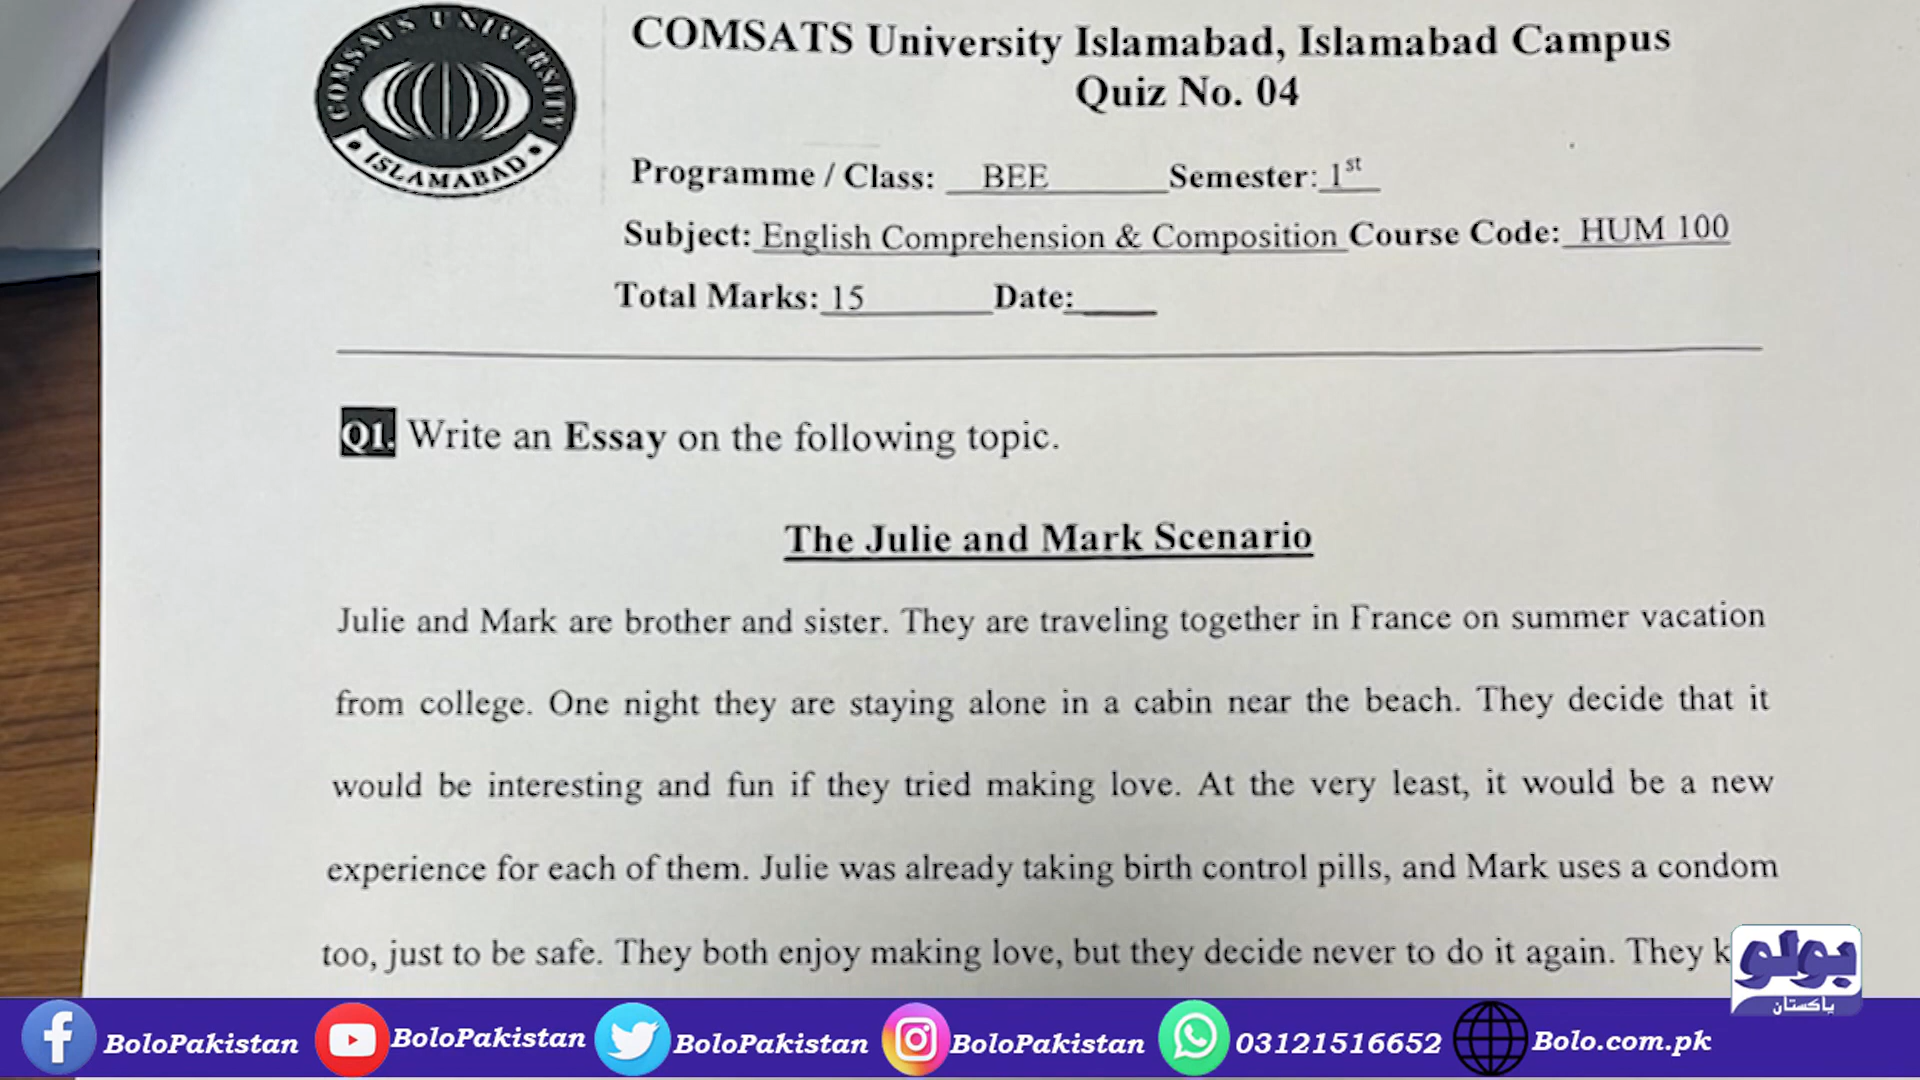 COMSATS UNIVERSITY
ISLAMABAD
COMSATS University Islamabad, Islamabad Campus
Quiz No. 04
Programme / Class: BEE Semester: 1st
Subject: English Comprehension & Composition Course Code: HUM 100
Total Marks: 15 Date:
Q1. Write an Essay on the following topic.
The Julie and Mark Scenario
Julie and Mark are brother and sister. They are traveling together in France on summer vacation
from college. One night they are staying alone in a cabin near the beach. They decide that it
would be interesting and fun if they tried making love. At the very least, it would be a new
experience for each of them. Julie was already taking birth control pills, and Mark uses a condom
too, just to be safe. They both enjoy making love, but they decide never to do it again. They
بولو
پاکستان
BoloPakistan BoloPakistan BoloPakistan BoloPakistan 03121516652 Bolo.com.pk